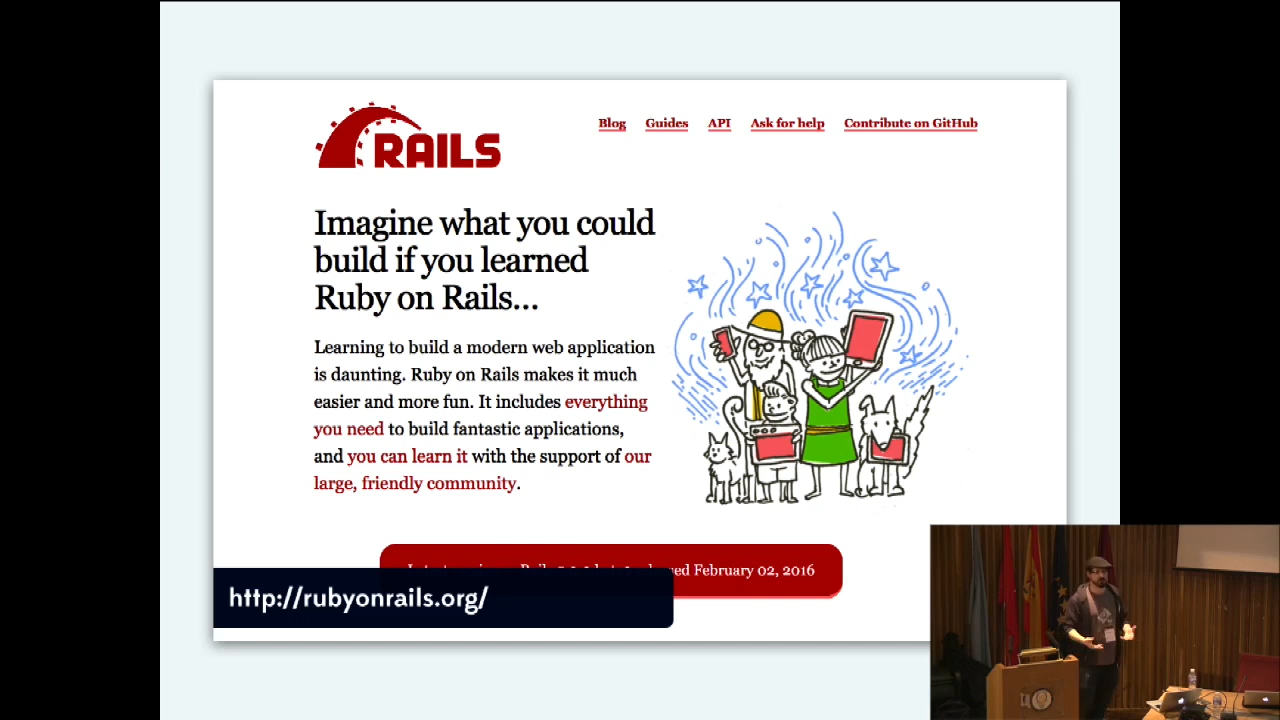 RAILS
Blog Guides API Ask for help Contribute on GitHub
Imagine what you could
build if you learned
Ruby on Rails...
Learning to build a modern web application
is daunting. Ruby on Rails makes it much
easier and more fun. It includes everything
you need to build fantastic applications,
and you can learn it with the support of our
large, friendly community.
February 02, 2016
http://rubyonrails.org/